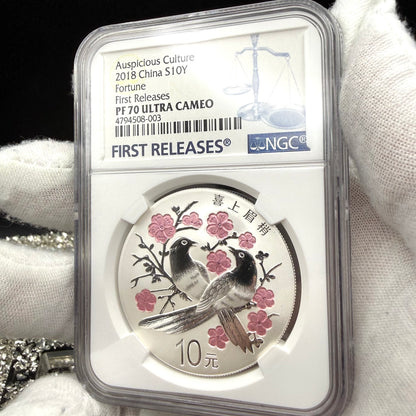 Auspicious Culture
2018 China S10Y
Fortune
First Releases
PF 70 ULTRA CAMEO
4794508-003
FIRST RELEASES®
NGC®
喜上眉梢
10元